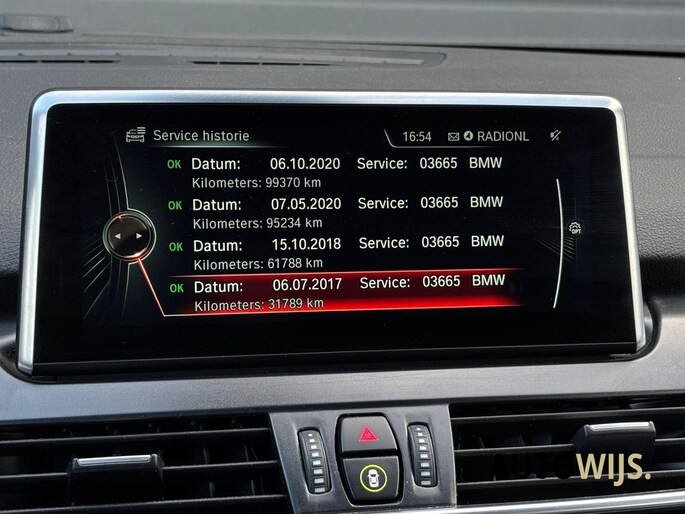 Service historie 16:54 RADIONL
OK Datum: 06.10.2020 Service: 03665 BMW
Kilometers: 99370 km
OK Datum: 07.05.2020 Service: 03665 BMW
Kilometers: 95234 km
OK Datum: 15.10.2018 Service: 03665 BMW
Kilometers: 61788 km
OK Datum: 06.07.2017 Service: 03665 BMW
Kilometers: 31789 km
OPT
AUTOWIJS.